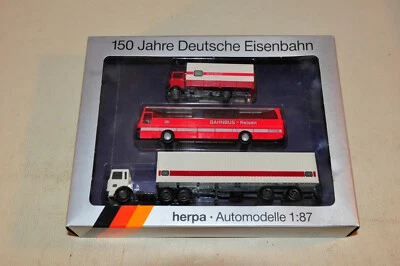 150 Jahre Deutsche Eisenbahn
BAHNBUS - Reisen
herpa · Automodelle 1:87